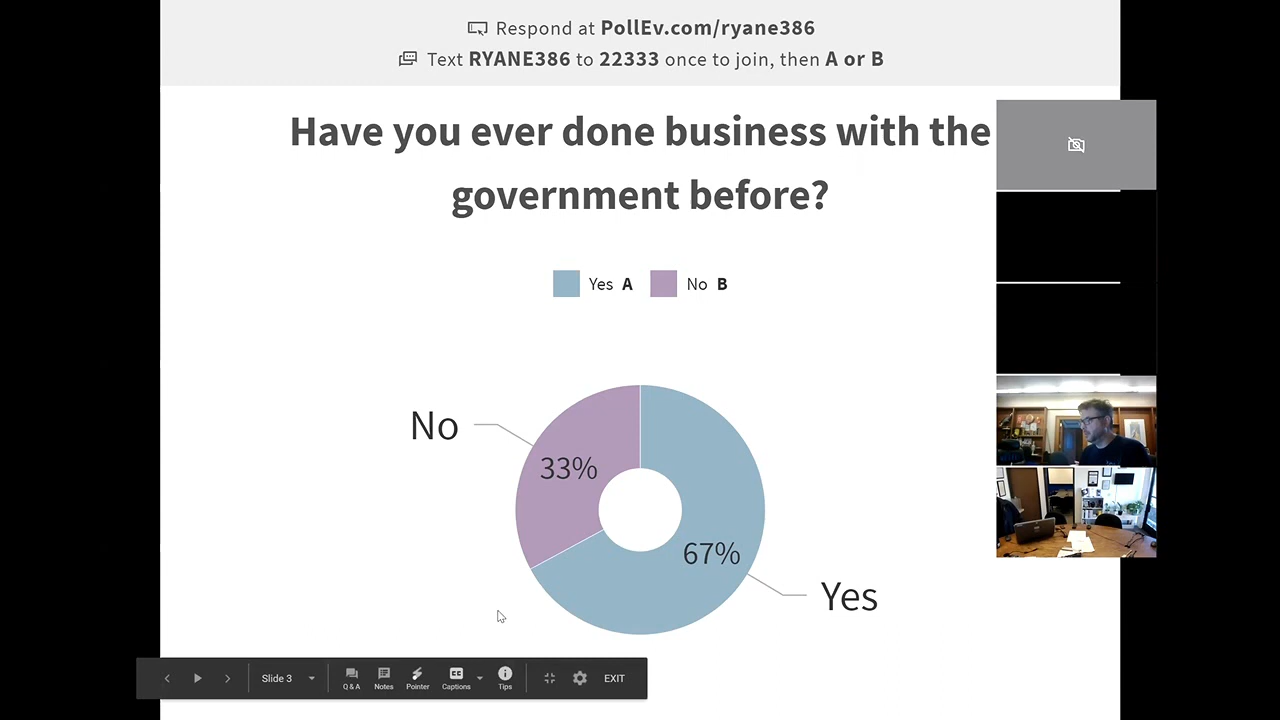 Respond at PollEv.com/ryane386
Text RYANE386 to 22333 once to join, then A or B
Have you ever done business with the
government before?
Yes A No B
No
33%
67%
Yes
Slide 3
Q & A Notes Pointer Captions Tips
EXIT